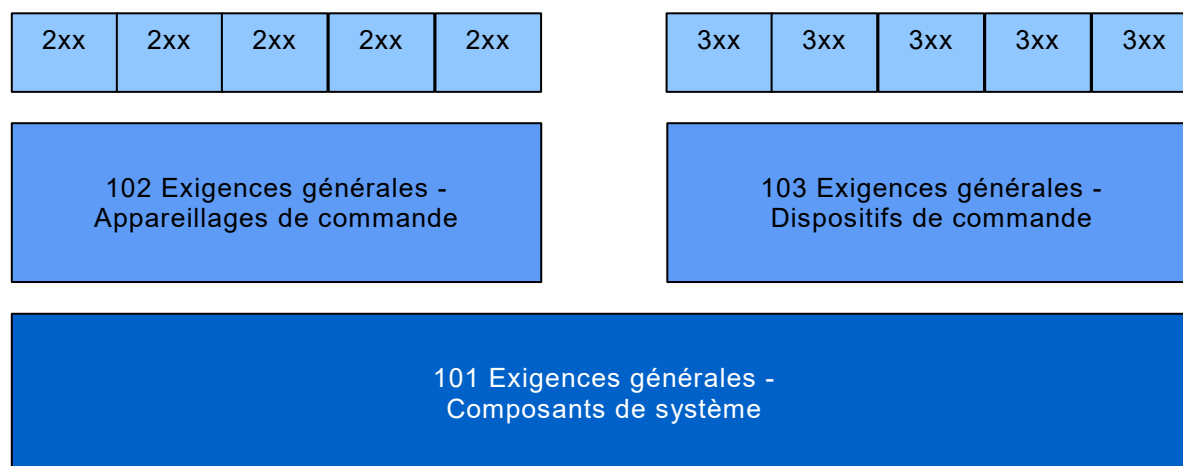 2xx 2xx 2xx 2xx 2xx 3xx 3xx 3xx 3xx 3xx
102 Exigences générales -
Appareillages de commande
103 Exigences générales -
Dispositifs de commande
101 Exigences générales -
Composants de système